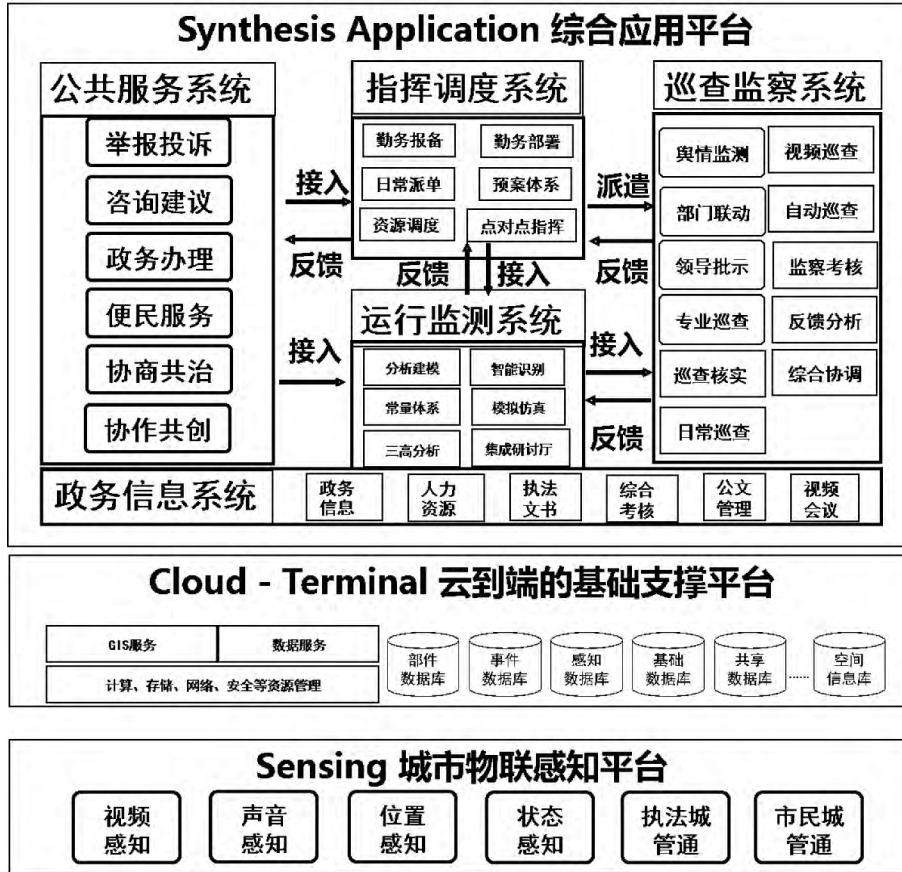 Synthesis Application 综合应用平台
公共服务系统
举报投诉
咨询建议
政务办理
便民服务
协商共治
协作共创
接入
反馈
接入
指挥调度系统
勤务报备
勤务部署
日常派单
预案体系
资源调度
点对点指挥
反馈
接入
运行监测系统
分析建模
智能识别
常量体系
模拟仿真
三高分析
集成研讨厅
派遣
反馈
接入
反馈
巡查监察系统
舆情监测
视频巡查
部门联动
自动巡查
领导批示
监察考核
专业巡查
反馈分析
巡查核实
综合协调
日常巡查
政务信息系统
政务
信息
人力
资源
执法
文书
综合
考核
公文
管理
视频
会议
Cloud - Terminal 云到端的基础支撑平台
GIS服务
数据服务
计算、存储、网络、安全等资源管理
部件
数据库
事件
数据库
感知
数据库
基础
数据库
共享
数据库
......
空间
信息库
Sensing 城市物联感知平台
视频
感知
声音
感知
位置
感知
状态
感知
执法城
管通
市民城
管通